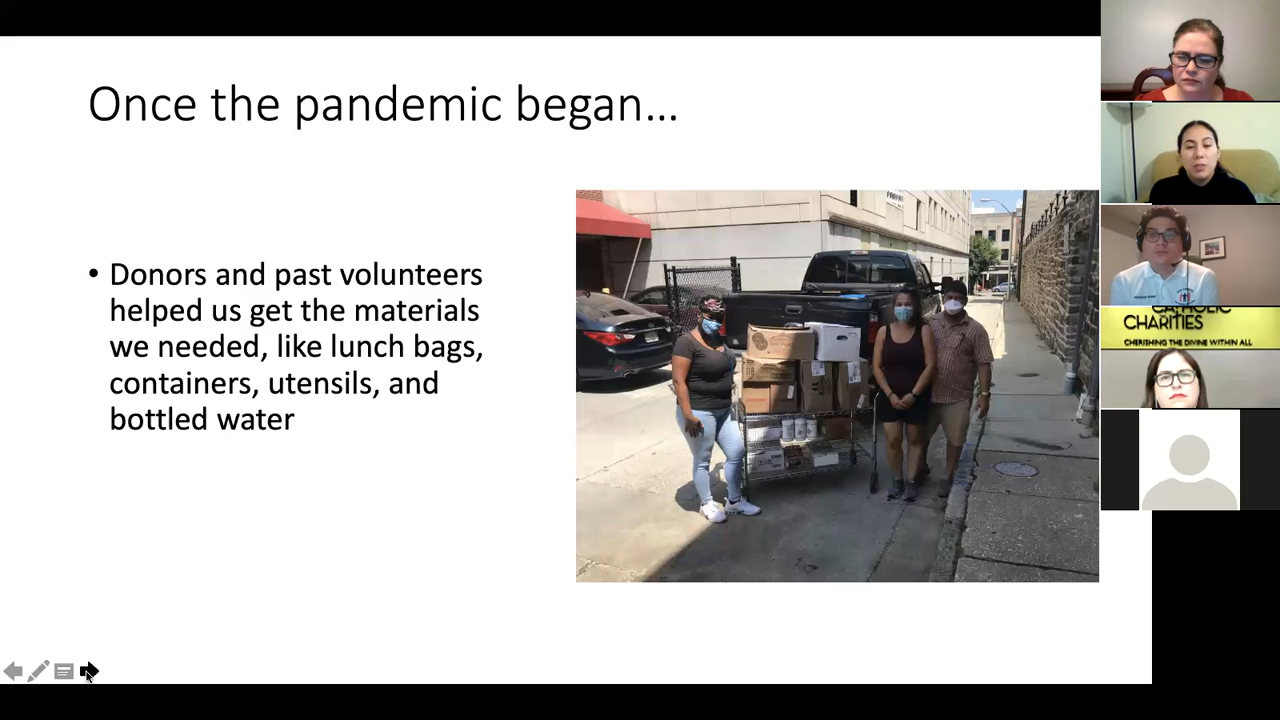 Once the pandemic began...
• Donors and past volunteers
helped us get the materials
we needed, like lunch bags,
containers, utensils, and
bottled water
CATHOLIC
CHARITIES
CHERISHING THE DIVINE WITHIN ALL